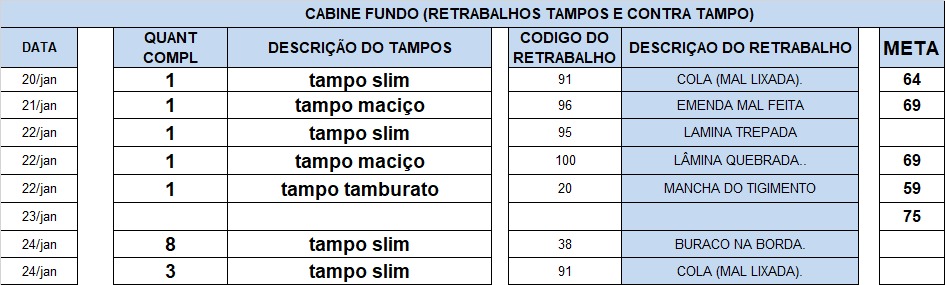 CABINE FUNDO (RETRABALHOS TAMPOS E CONTRA TAMPO)
DATA QUANT COMPL DESCRIÇÃO DO TAMPOS CODIGO DO RETRABALHO DESCRIÇAO DO RETRABALHO META
20/jan 1 tampo slim 91 COLA (MAL LIXADA). 64
21/jan 1 tampo maciço 96 EMENDA MAL FEITA 69
22/jan 1 tampo slim 95 LAMINA TREPADA
22/jan 1 tampo maciço 100 LÂMINA QUEBRADA.. 69
22/jan 1 tampo tamburato 20 MANCHA DO TIGIMENTO 59
23/jan 75
24/jan 8 tampo slim 38 BURACO NA BORDA.
24/jan 3 tampo slim 91 COLA (MAL LIXADA).